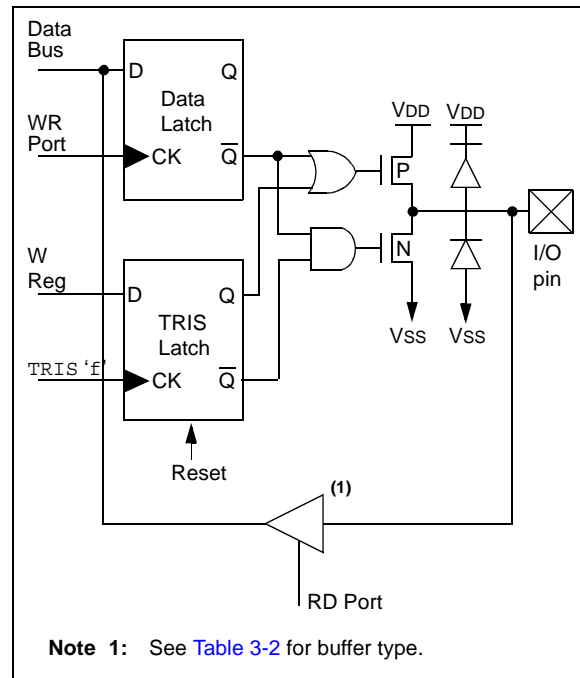 Data
Bus
D
Q
Data
Latch
WR
Port
CK
Q
VDD
VDD
P
N
I/O
pin
W
Reg
D
Q
TRIS
Latch
VSS
VSS
TRIS 'f'
CK
Q
Reset
(1)
RD Port
Note 1: See Table 3-2 for buffer type.